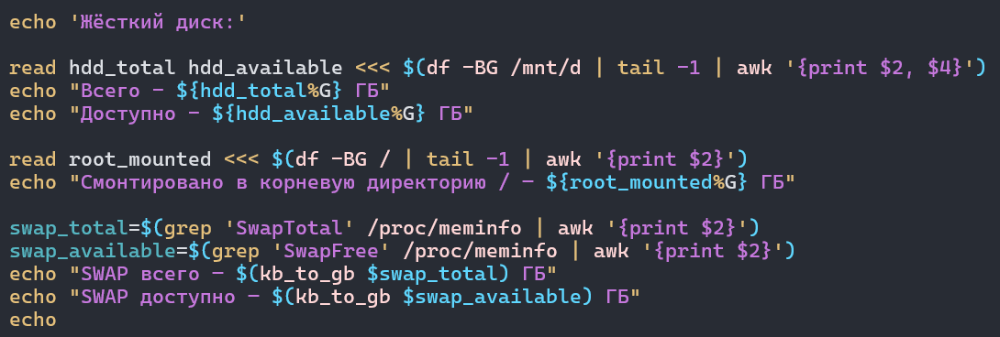 echo 'Жёсткий диск:'
read hdd_total hdd_available <<< $(df -BG /mnt/d | tail -1 | awk '{print $2, $4}')
echo "Всего - ${hdd_total%G} ГБ"
echo "Доступно - ${hdd_available%G} ГБ"
read root_mounted <<< $(df -BG / | tail -1 | awk '{print $2}')
echo "Смонтировано в корневую директорию / - ${root_mounted%G} ГБ"
swap_total=$(grep 'SwapTotal' /proc/meminfo | awk '{print $2}')
swap_available=$(grep 'SwapFree' /proc/meminfo | awk '{print $2}')
echo "SWAP всего - $(kb_to_gb $swap_total) ГБ"
echo "SWAP доступно - $(kb_to_gb $swap_available) ГБ"
echo